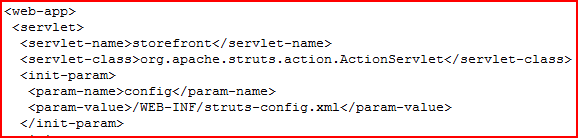 <web-app>
<servlet>
<servlet-name>storefront</servlet-name>
<servlet-class>org.apache.struts.action.ActionServlet</servlet-class>
<init-param>
<param-name>config</param-name>
<param-value>/WEB-INF/struts-config.xml</param-value>
</init-param>